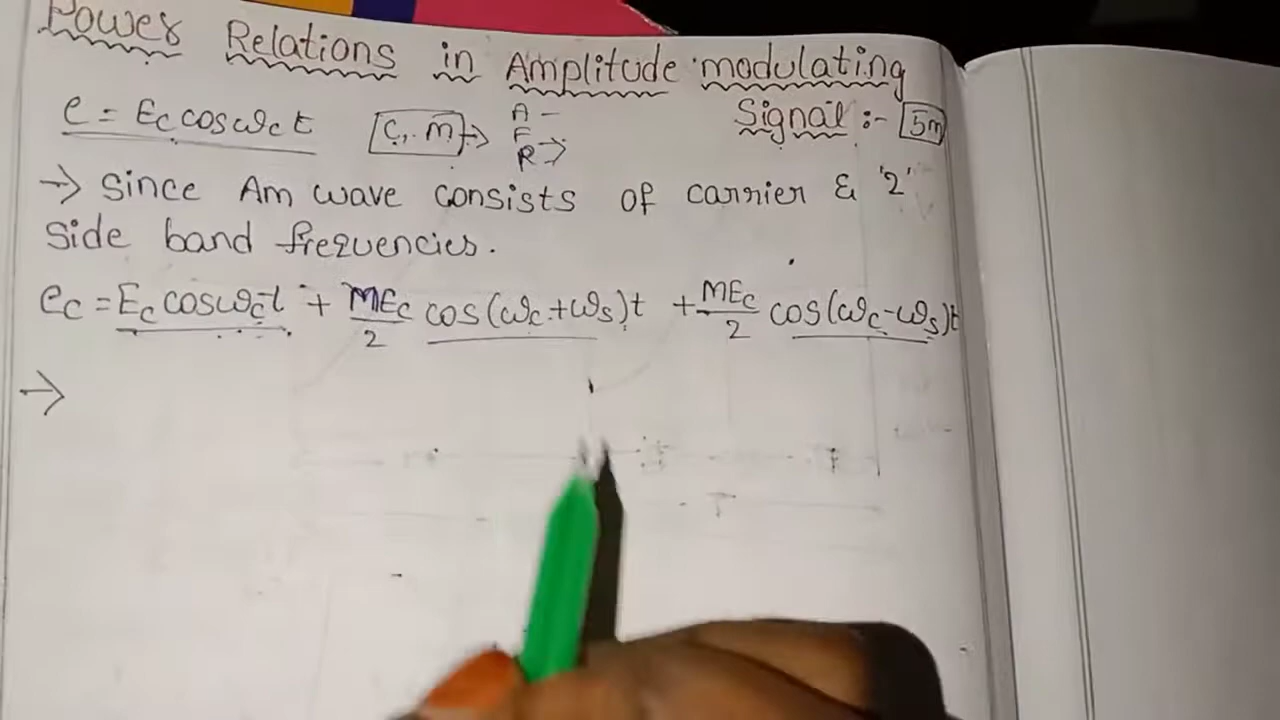 Power Relations in Amplitude modulating
Signal :- 5m
e = Ec cosωct C, m → A -
F
R →
→ Since Am wave consists of carrier & '2'
Side band frequencies.
ec = Ec cosωct + MEc/2 cos(ωc+ωs)t + MEc/2 cos(ωc-ωs)t
→